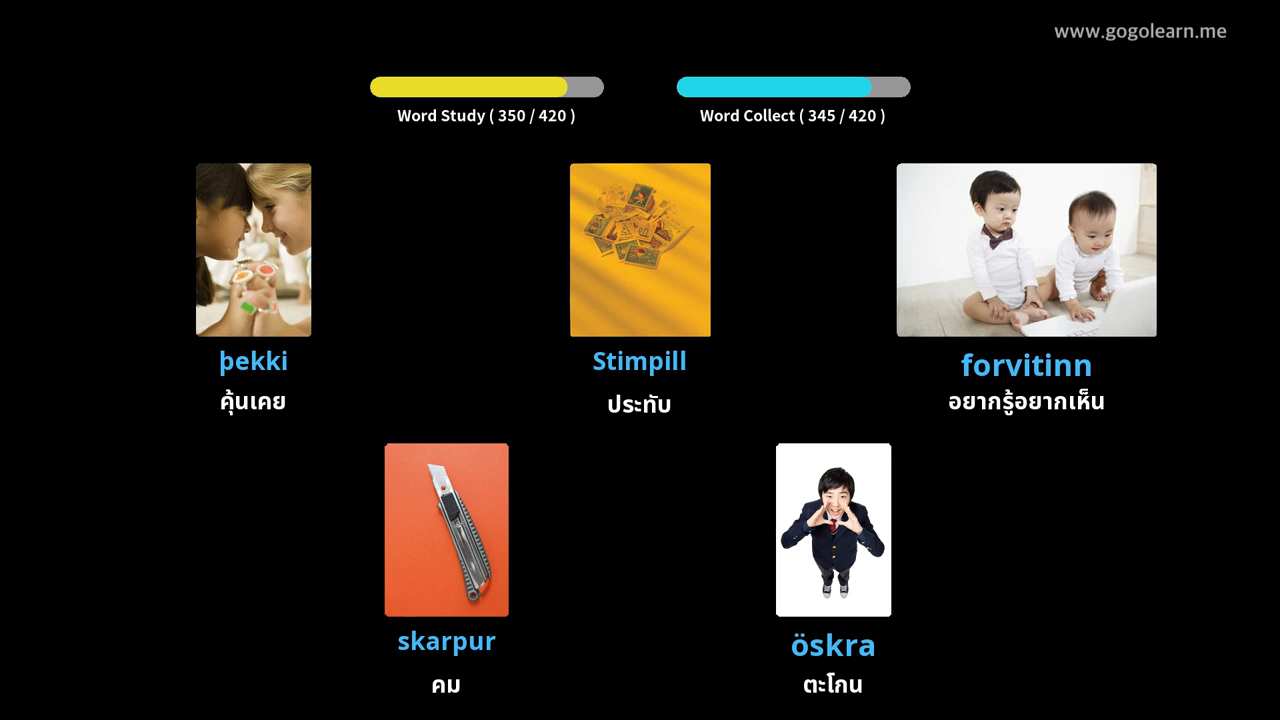 www.gogolearn.me
Word Study ( 350 / 420 )
Word Collect ( 345 / 420 )
þekki
คุ้นเคย
Stimpill
ประทับ
forvitinn
อยากรู้อยากเห็น
skarpur
คม
öskra
ตะโกน